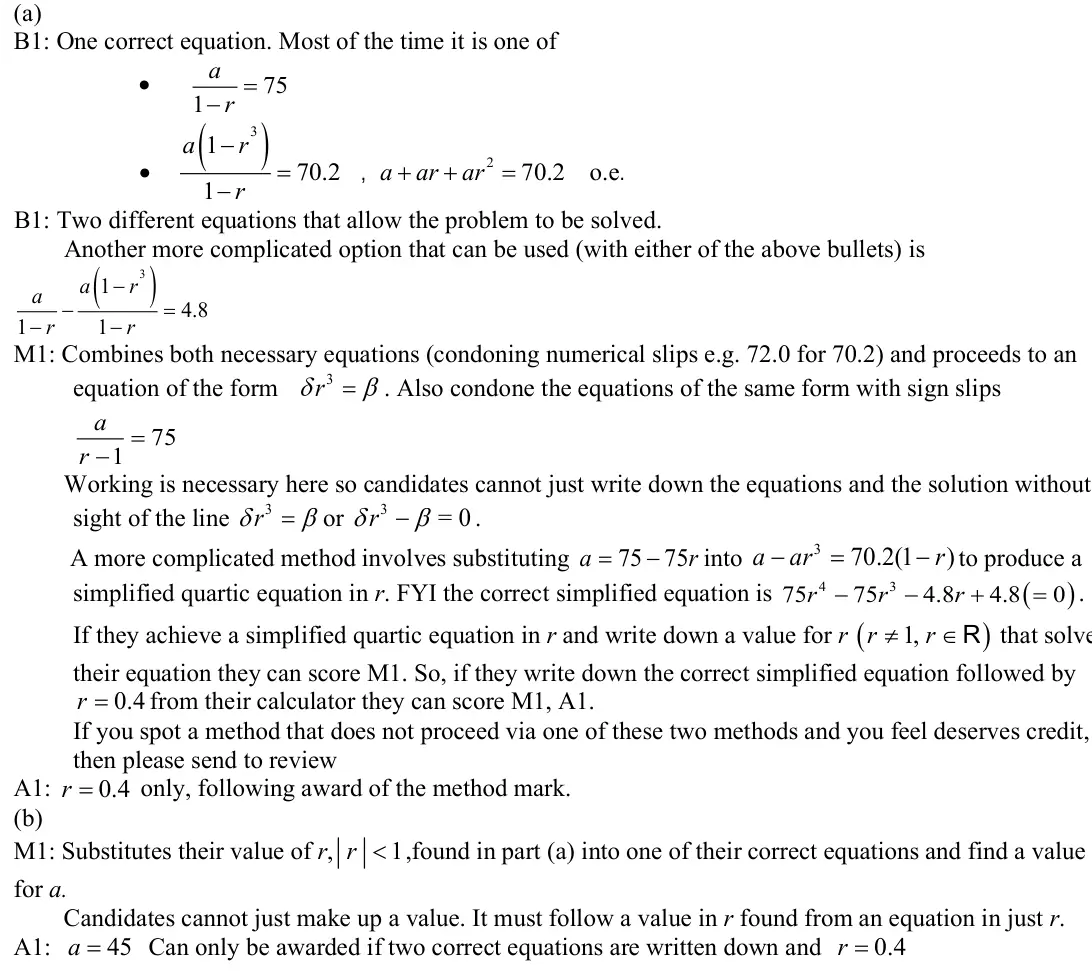 (a)
B1: One correct equation. Most of the time it is one of
• a/(1−r) = 75
• a(1−r³)/(1−r) = 70.2 , a + ar + ar² = 70.2 o.e.
B1: Two different equations that allow the problem to be solved.
Another more complicated option that can be used (with either of the above bullets) is
a/(1−r) − a(1−r³)/(1−r) = 4.8
M1: Combines both necessary equations (condoning numerical slips e.g. 72.0 for 70.2) and proceeds to an
equation of the form δr³ = β . Also condone the equations of the same form with sign slips
a/(r−1) = 75
Working is necessary here so candidates cannot just write down the equations and the solution without
sight of the line δr³ = β or δr³ − β = 0 .
A more complicated method involves substituting a = 75 − 75r into a − ar³ = 70.2(1− r) to produce a
simplified quartic equation in r. FYI the correct simplified equation is 75r⁴ − 75r³ − 4.8r + 4.8(= 0) .
If they achieve a simplified quartic equation in r and write down a value for r (r ≠ 1, r ∈ R) that solve
their equation they can score M1. So, if they write down the correct simplified equation followed by
r = 0.4 from their calculator they can score M1, A1.
If you spot a method that does not proceed via one of these two methods and you feel deserves credit,
then please send to review
A1: r = 0.4 only, following award of the method mark.
(b)
M1: Substitutes their value of r, |r| < 1 ,found in part (a) into one of their correct equations and find a value
for a.
Candidates cannot just make up a value. It must follow a value in r found from an equation in just r.
A1: a = 45 Can only be awarded if two correct equations are written down and r = 0.4